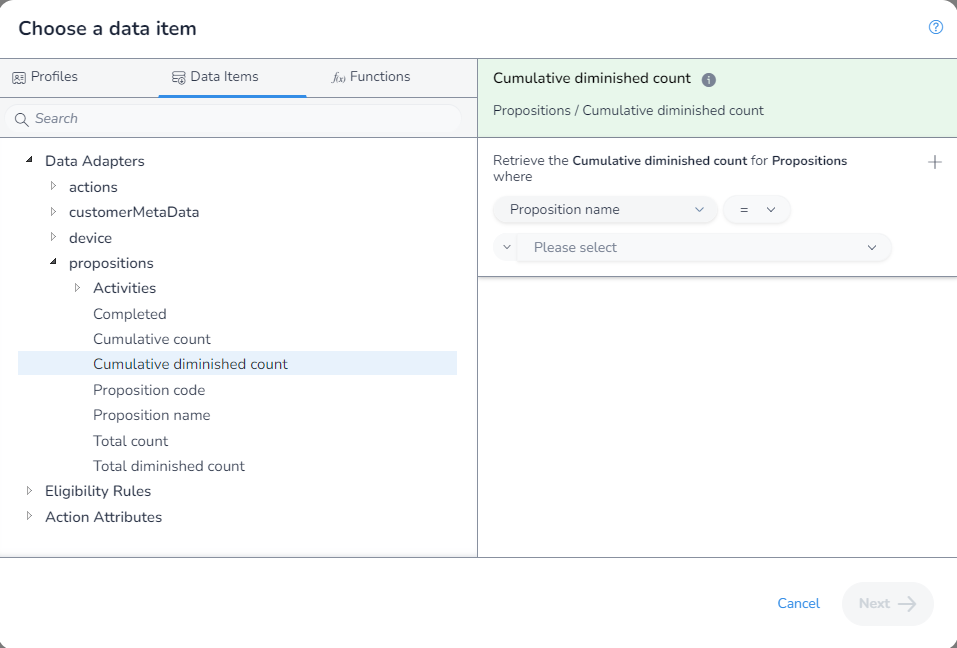 Choose a data item
?
Profiles
Data Items
f(x) Functions
Search
Data Adapters
actions
customerMetaData
device
propositions
Activities
Completed
Cumulative count
Cumulative diminished count
Proposition code
Proposition name
Total count
Total diminished count
Eligibility Rules
Action Attributes
Cumulative diminished count i
Propositions / Cumulative diminished count
Retrieve the Cumulative diminished count for Propositions
where
Proposition name
=
Please select
Cancel
Next